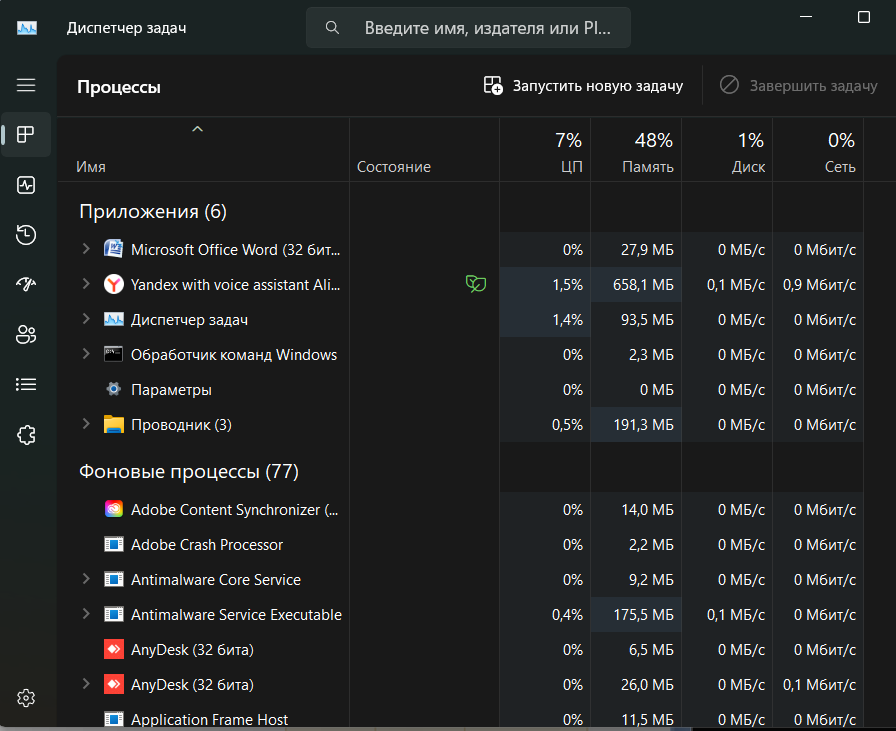 Диспетчер задач
Введите имя, издателя или PI...
Процессы
Запустить новую задачу
Завершить задачу
7% 48% 1% 0%
Имя Состояние ЦП Память Диск Сеть
Приложения (6)
Microsoft Office Word (32 бит... 0% 27,9 МБ 0 МБ/с 0 Мбит/с
Yandex with voice assistant Ali... 1,5% 658,1 МБ 0,1 МБ/с 0,9 Мбит/с
Диспетчер задач 1,4% 93,5 МБ 0 МБ/с 0 Мбит/с
Обработчик команд Windows 0% 2,3 МБ 0 МБ/с 0 Мбит/с
Параметры 0% 0 МБ 0 МБ/с 0 Мбит/с
Проводник (3) 0,5% 191,3 МБ 0 МБ/с 0 Мбит/с
Фоновые процессы (77)
Adobe Content Synchronizer (... 0% 14,0 МБ 0 МБ/с 0 Мбит/с
Adobe Crash Processor 0% 2,2 МБ 0 МБ/с 0 Мбит/с
Antimalware Core Service 0% 9,2 МБ 0 МБ/с 0 Мбит/с
Antimalware Service Executable 0,4% 175,5 МБ 0,1 МБ/с 0 Мбит/с
AnyDesk (32 бита) 0% 6,5 МБ 0 МБ/с 0 Мбит/с
AnyDesk (32 бита) 0% 26,0 МБ 0 МБ/с 0,1 Мбит/с
Application Frame Host 0% 11,5 МБ 0 МБ/с 0 Мбит/с